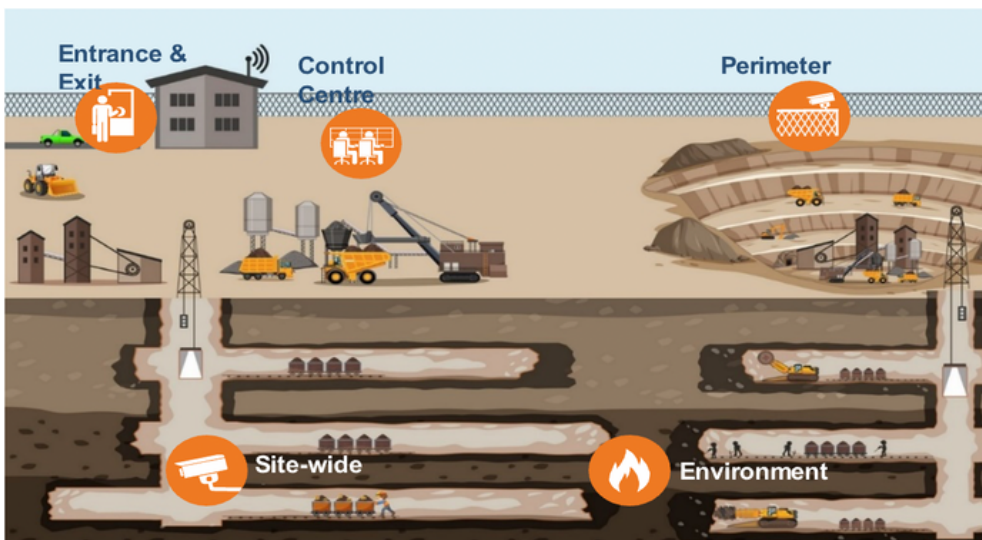 Entrance &
Exit
Control
Centre
Perimeter
Site-wide
Environment